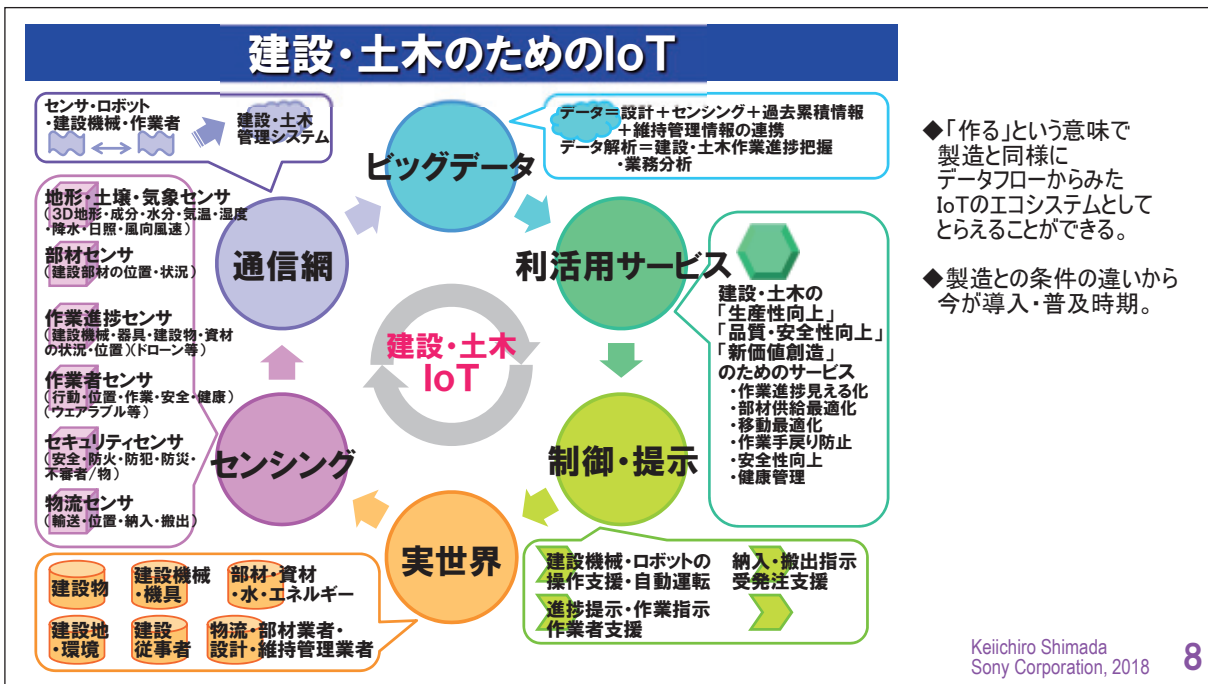 建設・土木のためのIoT
センサ・ロボット
・建設機械・作業者
建設・土木
管理システム
データ＝設計＋センシング＋過去累積情報
＋維持管理情報の連携
データ解析＝建設・土木作業進捗把握
・業務分析
ビッグデータ
通信網
利活用サービス
建設・土木
IoT
センシング
制御・提示
実世界
地形・土壌・気象センサ
（3D地形・成分・水分・気温・湿度
・降水・日照・風向風速）
部材センサ
（建設部材の位置・状況）
作業進捗センサ
（建設機械・器具・建設物・資材
の状況・位置）（ドローン等）
作業者センサ
（行動・位置・作業・安全・健康）
（ウェアラブル等）
セキュリティセンサ
（安全・防火・防犯・防災・
不審者/物）
物流センサ
（輸送・位置・納入・搬出）
建設・土木の
「生産性向上」
「品質・安全性向上」
「新価値創造」
のためのサービス
・作業進捗見える化
・部材供給最適化
・移動最適化
・作業手戻り防止
・安全性向上
・健康管理
建設物
建設機械
・機具
部材・資材
・水・エネルギー
建設地
・環境
建設
従事者
物流・部材業者・
設計・維持管理業者
建設機械・ロボットの
操作支援・自動運転
納入・搬出指示
受発注支援
進捗提示・作業指示
作業者支援
◆「作る」という意味で
製造と同様に
データフローからみた
IoTのエコシステムとして
とらえることができる。
◆製造との条件の違いから
今が導入・普及時期。
Keiichiro Shimada
Sony Corporation, 2018
8